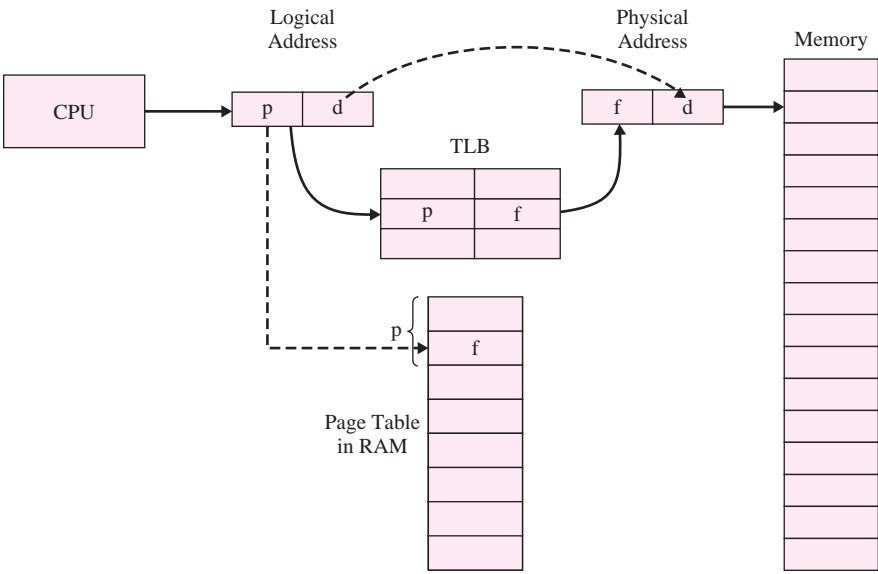 Logical
Address
Physical
Address
Memory
CPU
p
d
f
d
TLB
p
f
p
f
Page Table
in RAM